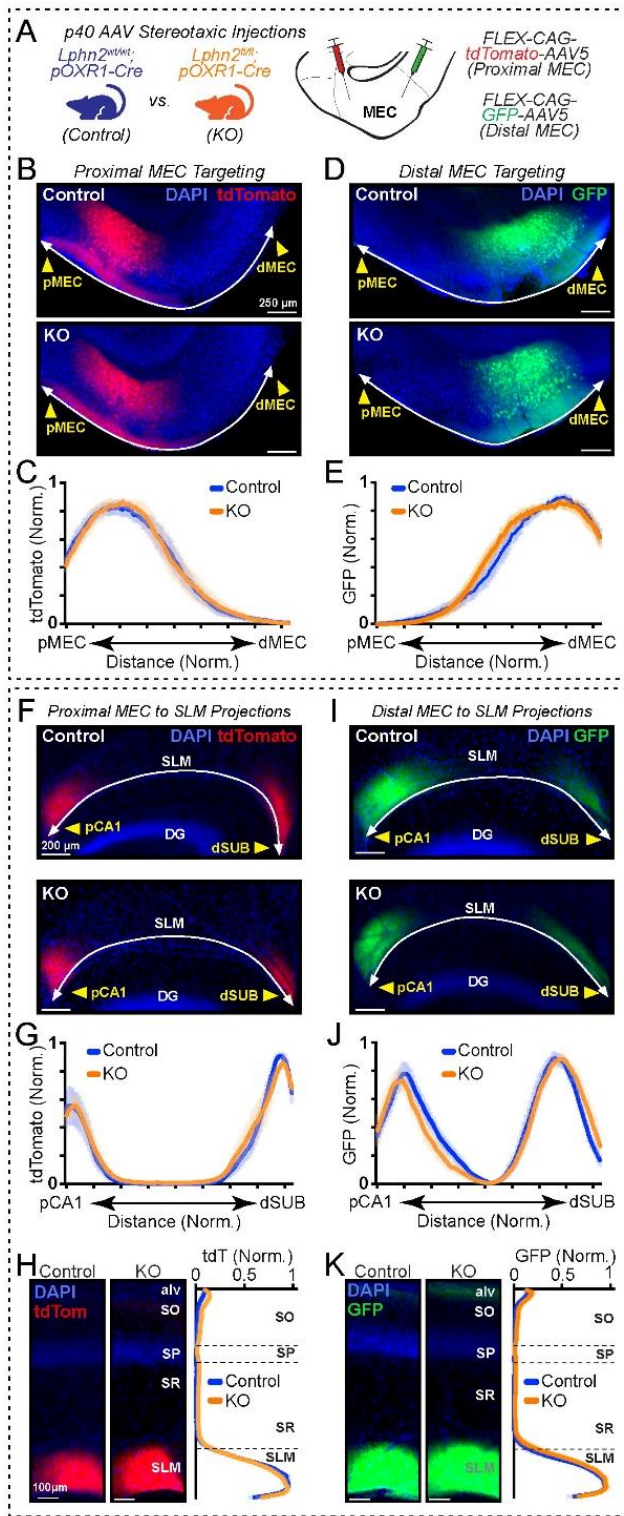 A
p40 AAV Stereotaxic Injections
Lphn2wt/wt;
pOXR1-Cre
vs.
Lphn2fl/fl;
pOXR1-Cre
(Control)
(KO)
MEC
FLEX-CAG-
tdTomato-AAV5
(Proximal MEC)
FLEX-CAG-
GFP-AAV5
(Distal MEC)
B
Proximal MEC Targeting
Control
DAPI tdTomato
pMEC
dMEC
250 µm
KO
pMEC
dMEC
D
Distal MEC Targeting
Control
DAPI GFP
pMEC
dMEC
KO
pMEC
dMEC
C
1
0
tdTomato (Norm.)
Control
KO
pMEC
dMEC
Distance (Norm.)
E
1
0
GFP (Norm.)
Control
KO
pMEC
dMEC
Distance (Norm.)
F
Proximal MEC to SLM Projections
Control
DAPI tdTomato
SLM
pCA1
200 µm
DG
dSUB
KO
SLM
pCA1
DG
dSUB
I
Distal MEC to SLM Projections
Control
DAPI GFP
SLM
pCA1
DG
dSUB
KO
SLM
pCA1
DG
dSUB
G
1
0
tdTomato (Norm.)
Control
KO
pCA1
dSUB
Distance (Norm.)
J
1
0
GFP (Norm.)
Control
KO
pCA1
dSUB
Distance (Norm.)
H
Control
KO
DAPI
tdTom
alv
SO
SP
SR
SLM
100µm
tdT (Norm.)
0 0.5 1
SO
SP
Control
KO
SR
SLM
K
Control
KO
DAPI
GFP
alv
SO
SP
SR
SLM
GFP (Norm.)
0 0.5 1
SO
SP
Control
KO
SR
SLM